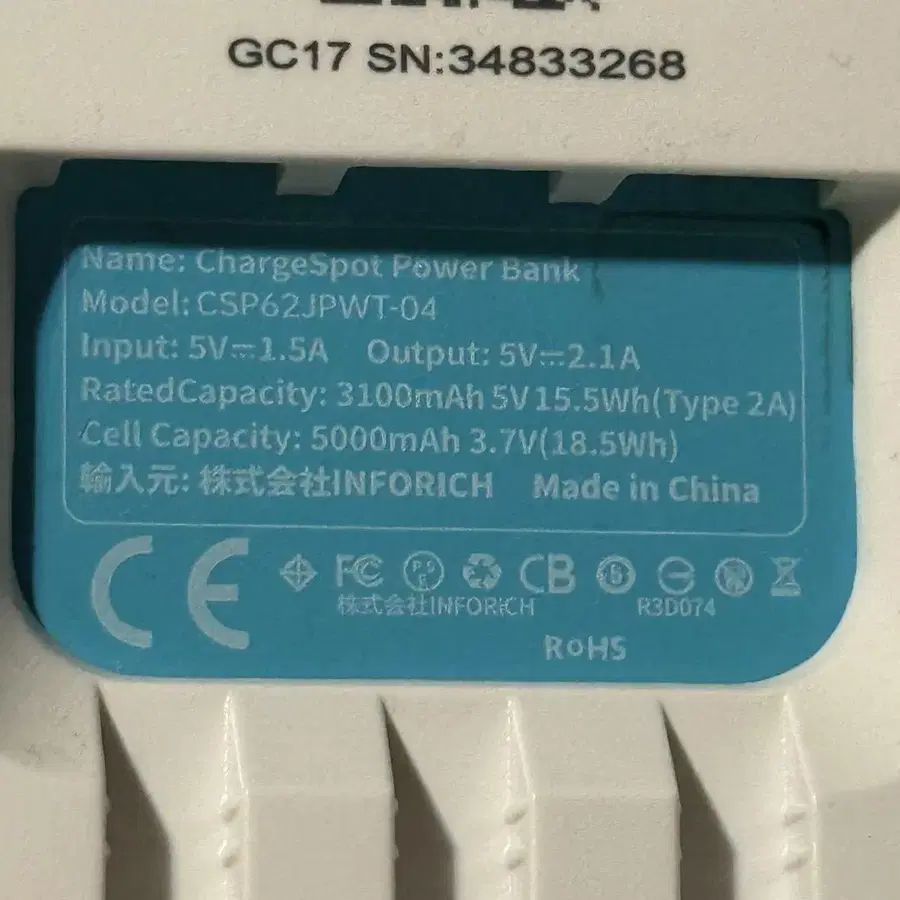 GC17 SN:34833268
Name: ChargeSpot Power Bank
Model: CSP62JPWT-04
Input: 5V⎓1.5A Output: 5V⎓2.1A
RatedCapacity: 3100mAh 5V 15.5Wh(Type 2A)
Cell Capacity: 5000mAh 3.7V(18.5Wh)
輸入元: 株式会社INFORICH Made in China
CE FC PSE CB
株式会社INFORICH R3D074
RoHS